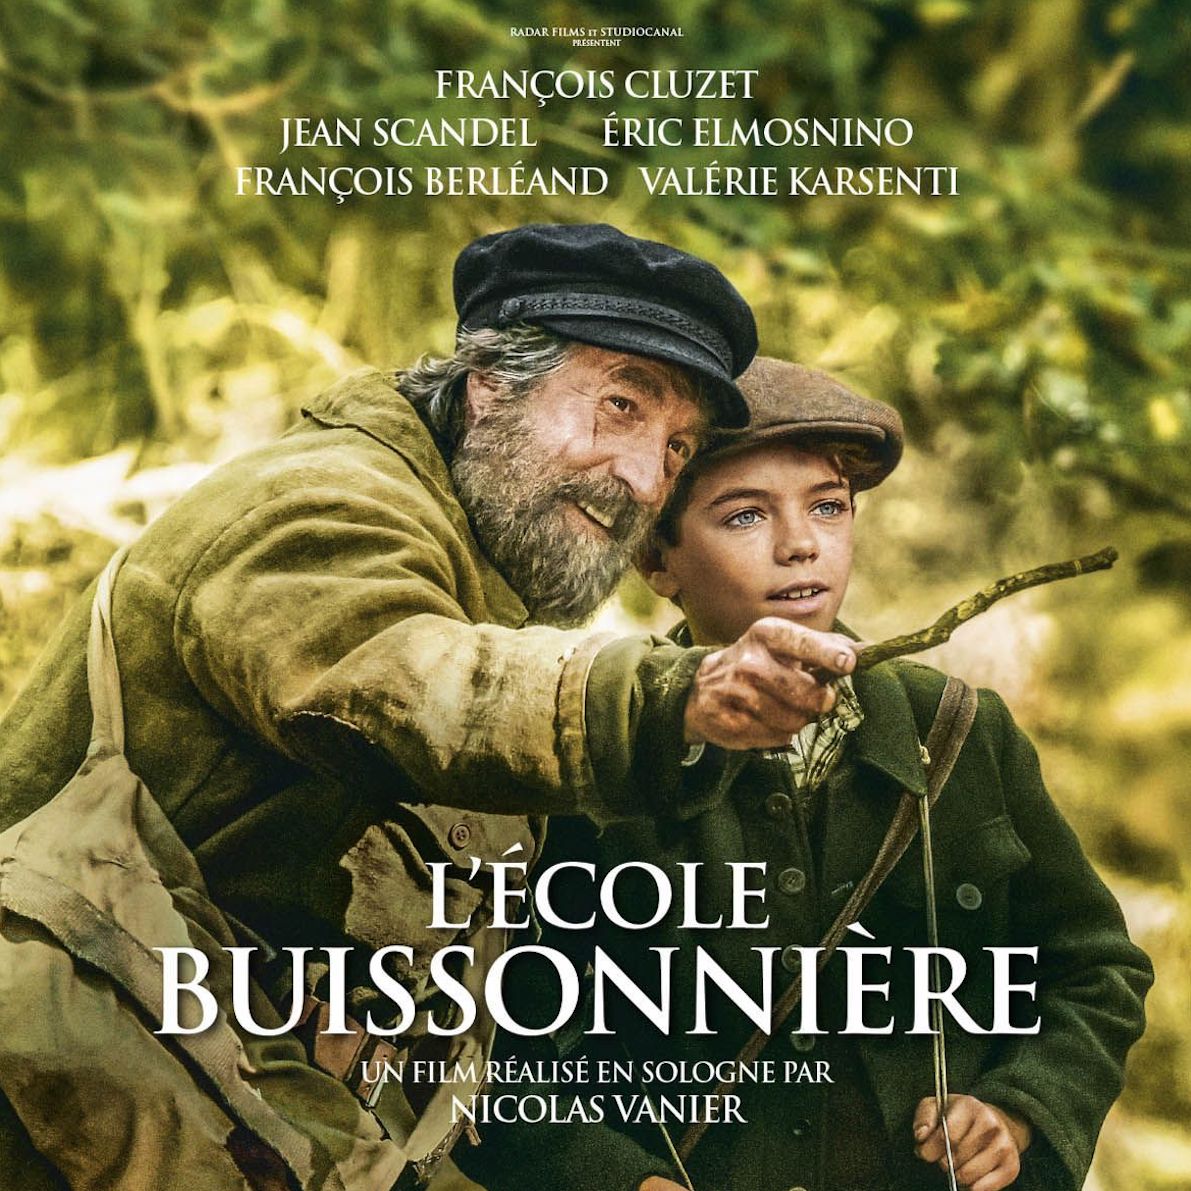 RADAR FILMS ET STUDIOCANAL
PRÉSENTENT
FRANÇOIS CLUZET
JEAN SCANDEL ÉRIC ELMOSNINO
FRANÇOIS BERLÉAND VALÉRIE KARSENTI
L'ÉCOLE
BUISSONNIÈRE
UN FILM RÉALISÉ EN SOLOGNE PAR
NICOLAS VANIER